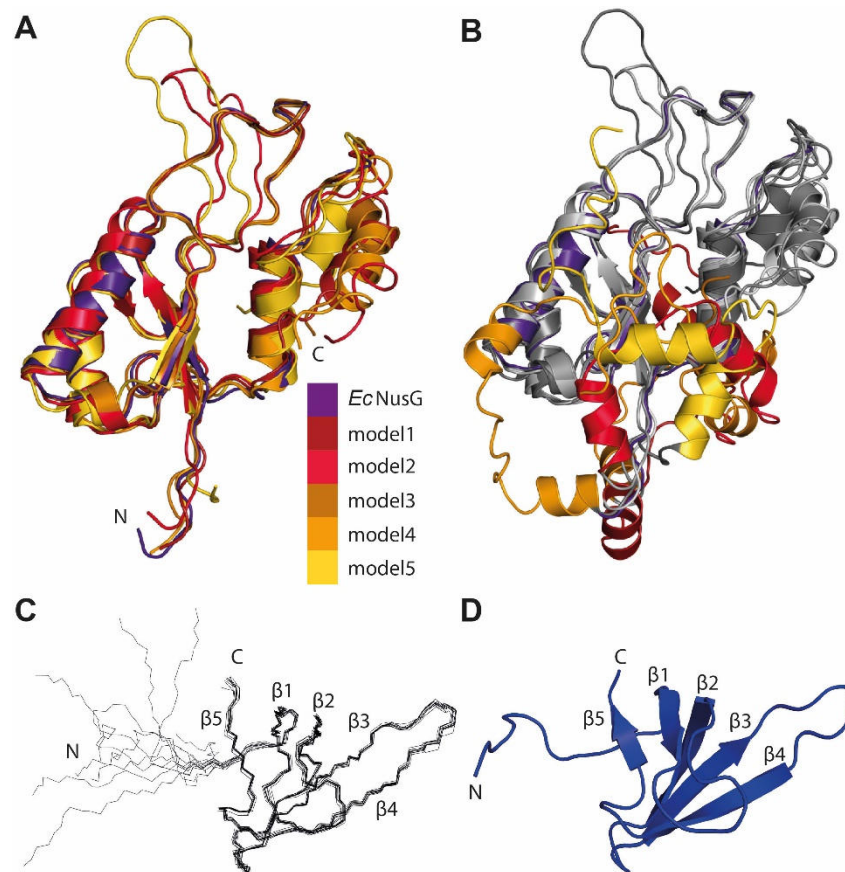 A
B
C
EcNusG
model1
model2
model3
model4
model5
N
C
D
C
β1
β2
β5
β3
N
β4
C
β1
β2
β5
β3
β4
N